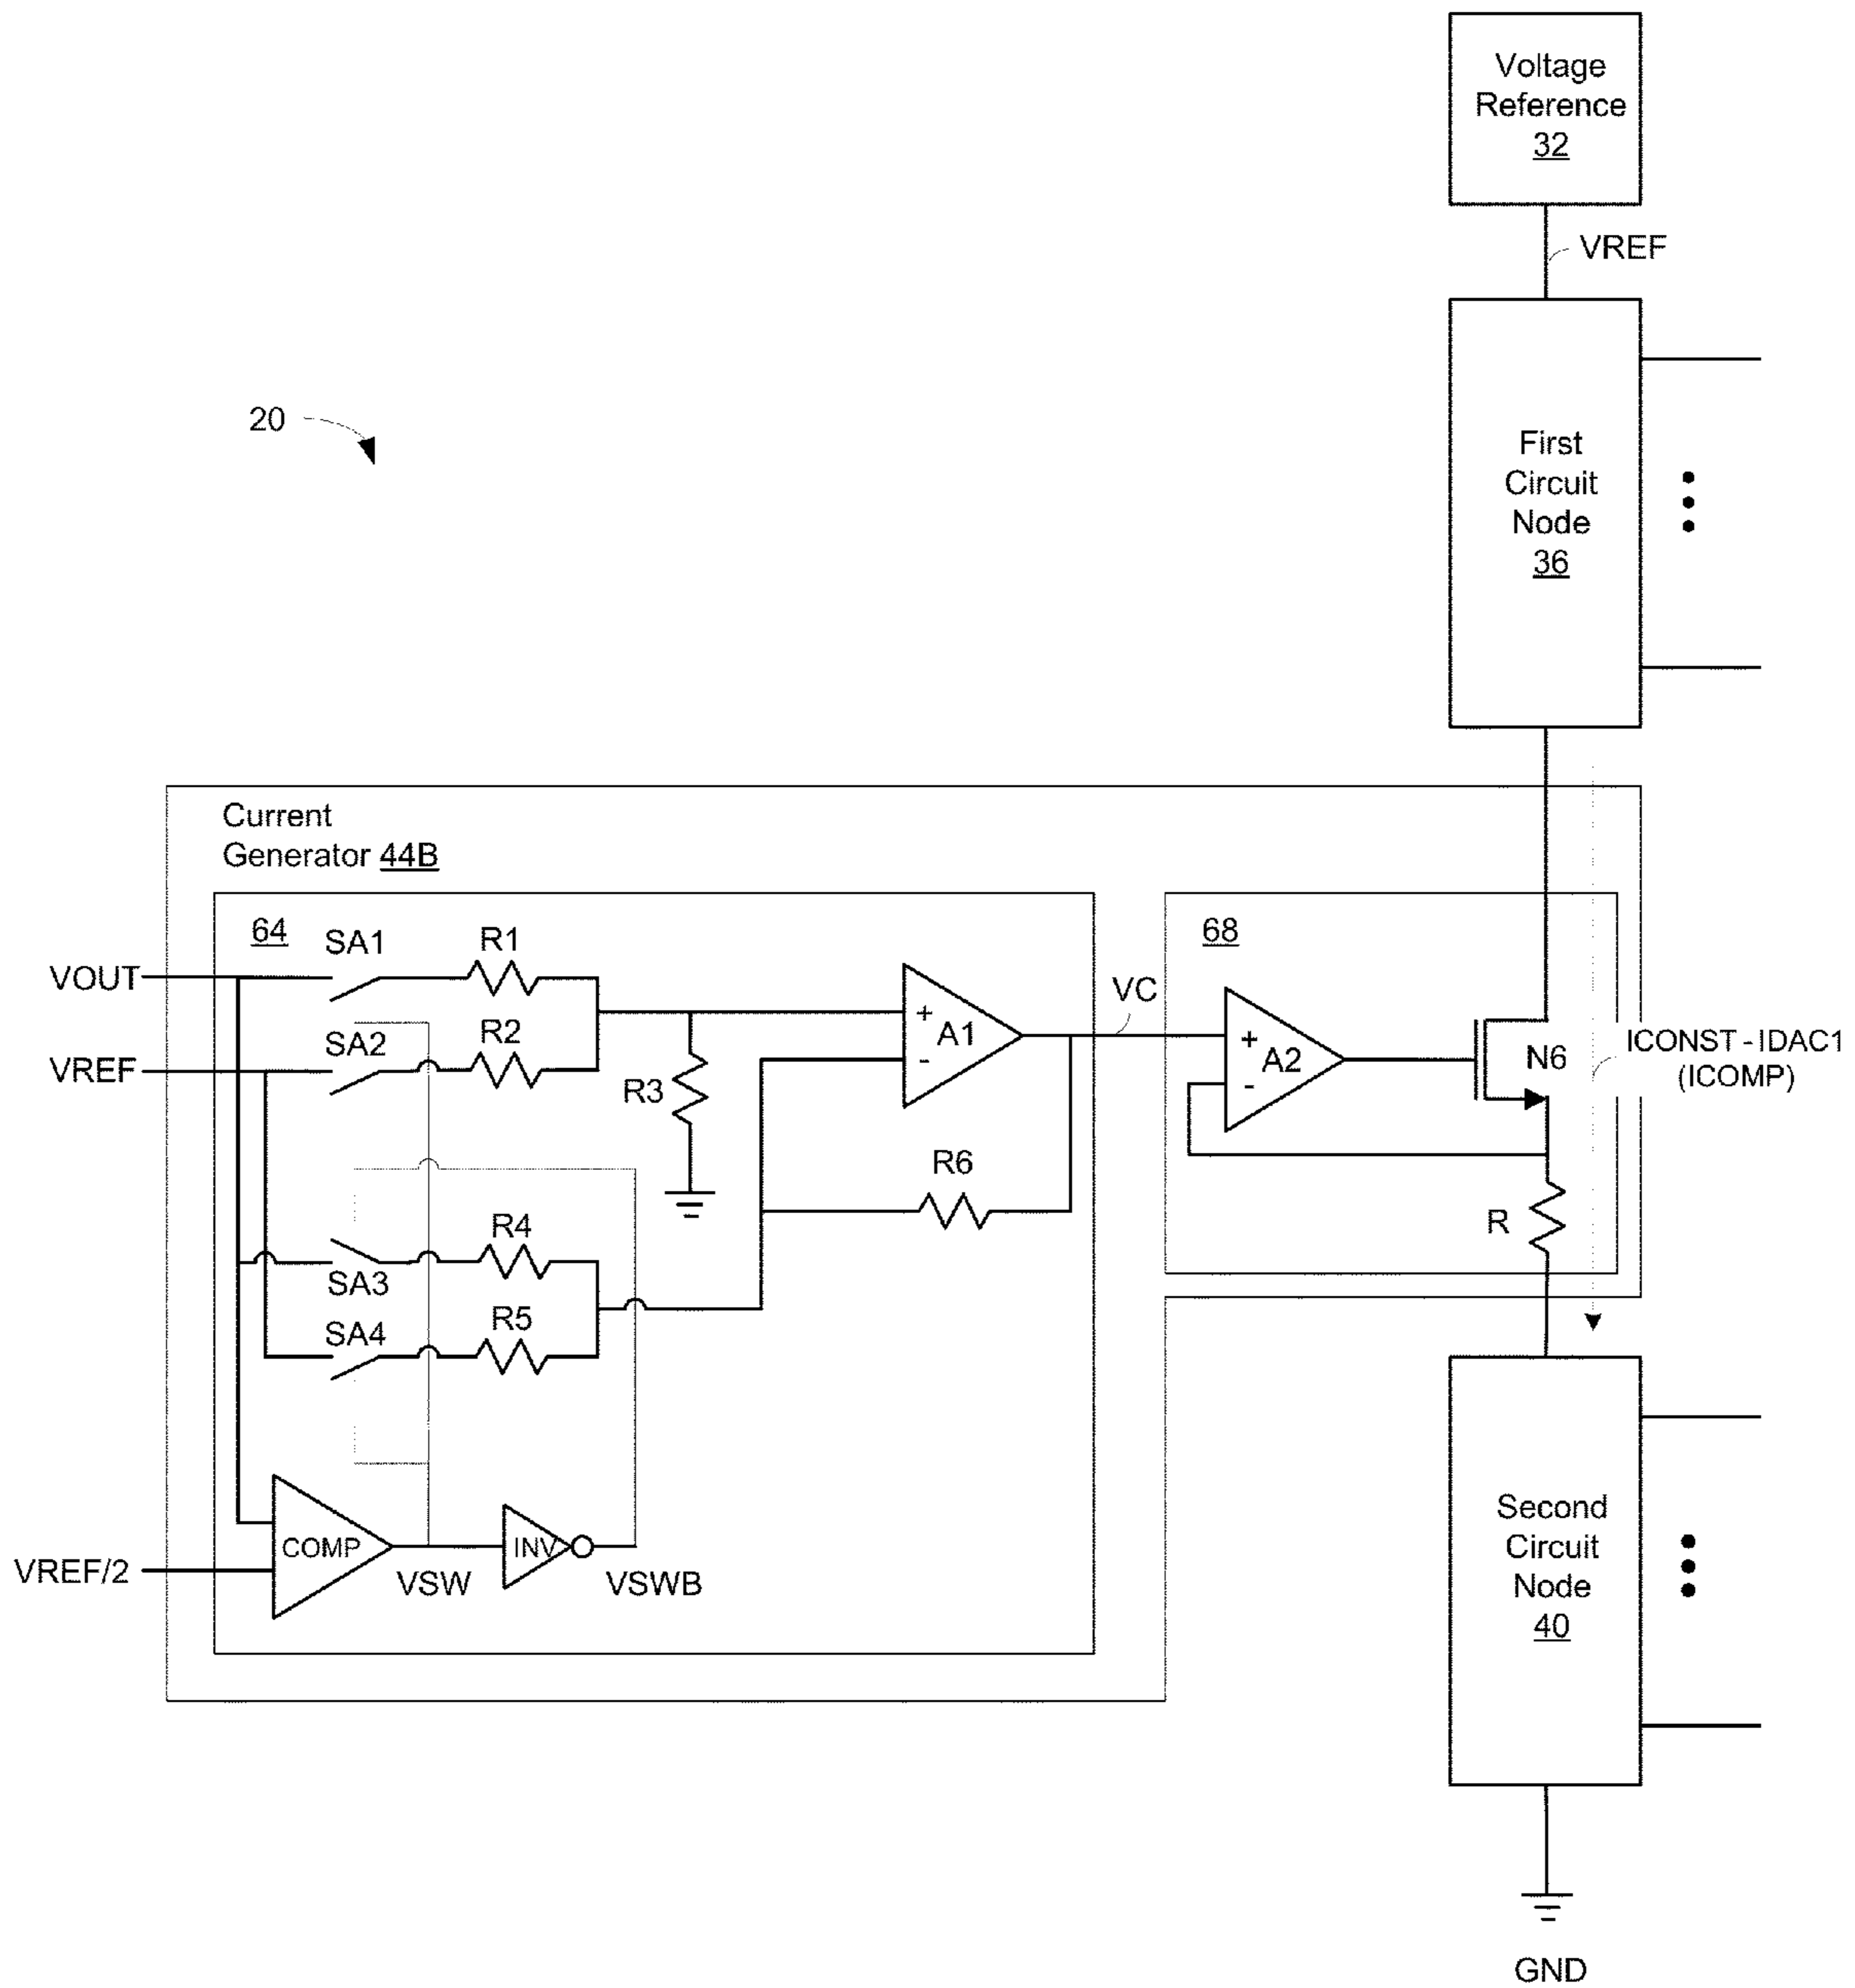 Voltage
Reference
32
VREF
20
First
Circuit
Node
36
Current
Generator 44B
64
SA1
R1
VOUT
+
A1
-
VC
68
+
A2
-
N6
ICONST - IDAC1
(ICOMP)
SA2
R2
VREF
R3
R6
R
R4
SA3
SA4
R5
COMP
VREF/2
VSW
INV
VSWB
Second
Circuit
Node
40
GND